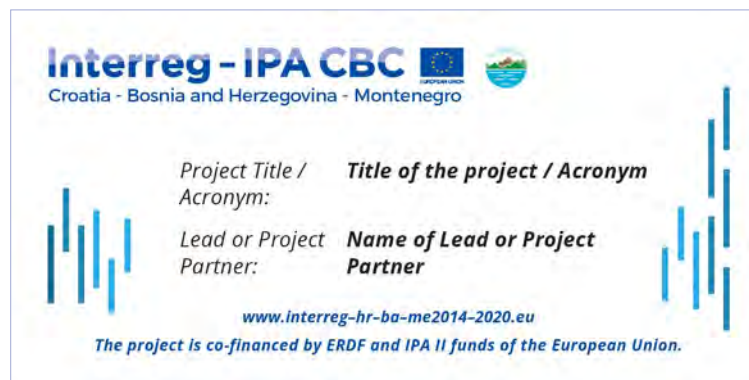 Interreg - IPA CBC
EUROPEAN UNION
Croatia - Bosnia and Herzegovina - Montenegro
Project Title / Acronym:
Title of the project / Acronym
Lead or Project Partner:
Name of Lead or Project Partner
www.interreg-hr-ba-me2014-2020.eu
The project is co-financed by ERDF and IPA II funds of the European Union.